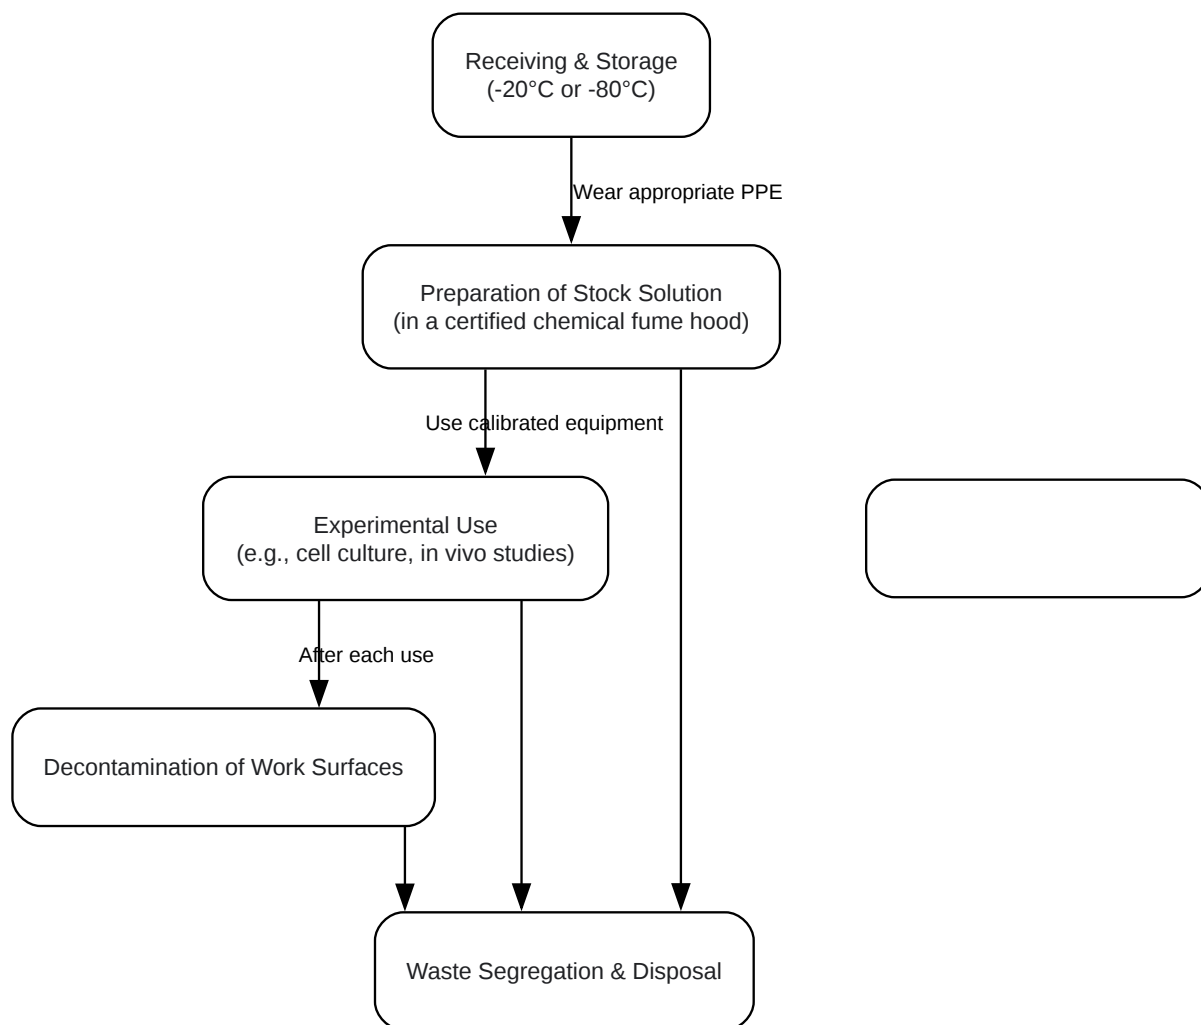 Receiving & Storage
(-20°C or -80°C)
Wear appropriate PPE
Preparation of Stock Solution
(in a certified chemical fume hood)
Use calibrated equipment
Experimental Use
(e.g., cell culture, in vivo studies)
After each use
Decontamination of Work Surfaces
Waste Segregation & Disposal